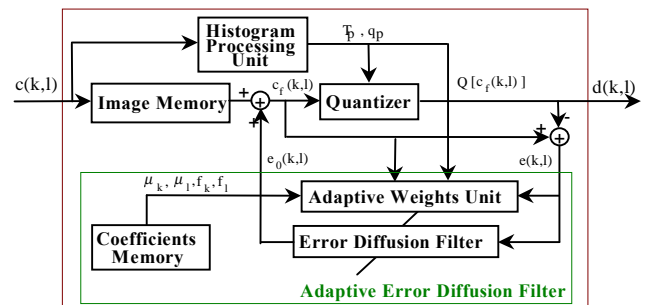 Histogram
Processing
Unit
T_p , q_p
c(k,l)
Image Memory
+
+
+
c_f (k,l)
Quantizer
Q [c_f (k,l) ]
d(k,l)
-
+
+
e_0(k,l)
e(k,l)
μ_k, μ_l, f_k, f_l
Adaptive Weights Unit
Coefficients
Memory
Error Diffusion Filter
Adaptive Error Diffusion Filter